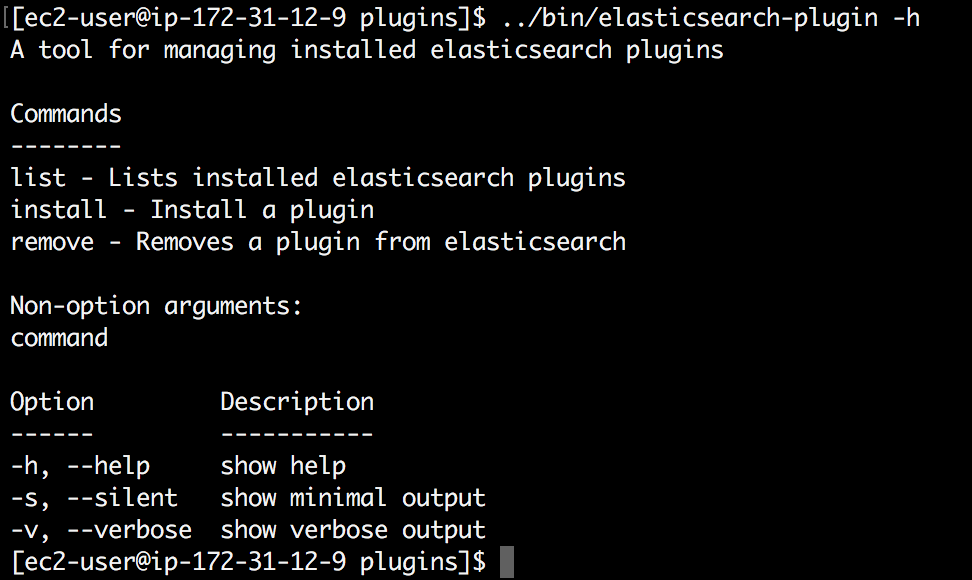 [ec2-user@ip-172-31-12-9 plugins]$ ../bin/elasticsearch-plugin -h
A tool for managing installed elasticsearch plugins
Commands
--------
list - Lists installed elasticsearch plugins
install - Install a plugin
remove - Removes a plugin from elasticsearch
Non-option arguments:
command
Option         Description
------         -----------
-h, --help     show help
-s, --silent   show minimal output
-v, --verbose  show verbose output
[ec2-user@ip-172-31-12-9 plugins]$